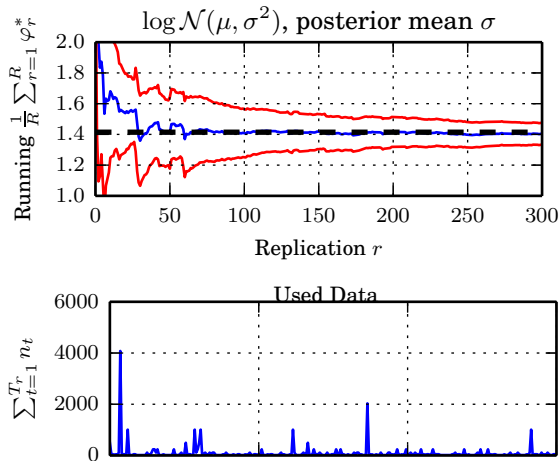 log N(μ, σ²), posterior mean σ
Running 1/R ∑_{r=1}^{R} φ_r^*
2.0
1.8
1.6
1.4
1.2
1.0
0 50 100 150 200 250 300
Replication r
Used Data
∑_{t=1}^{T_r} n_t
6000
4000
2000
0